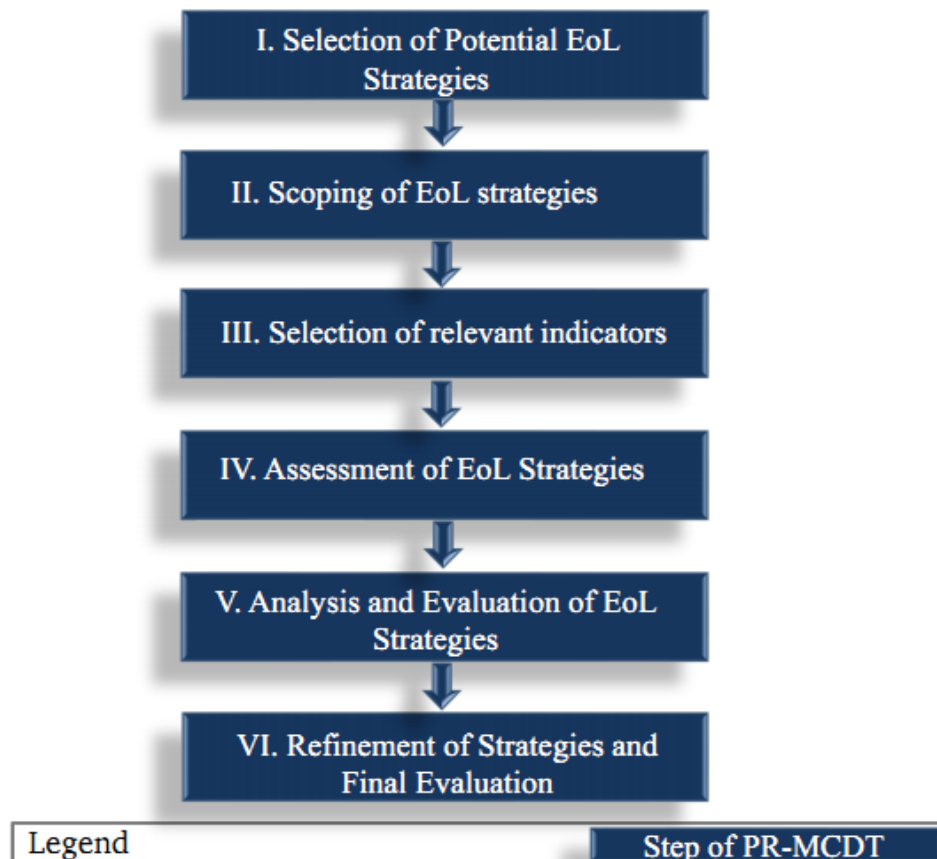 I. Selection of Potential EoL
Strategies
II. Scoping of EoL strategies
III. Selection of relevant indicators
IV. Assessment of EoL Strategies
V. Analysis and Evaluation of EoL
Strategies
VI. Refinement of Strategies and
Final Evaluation
Legend
Step of PR-MCDT